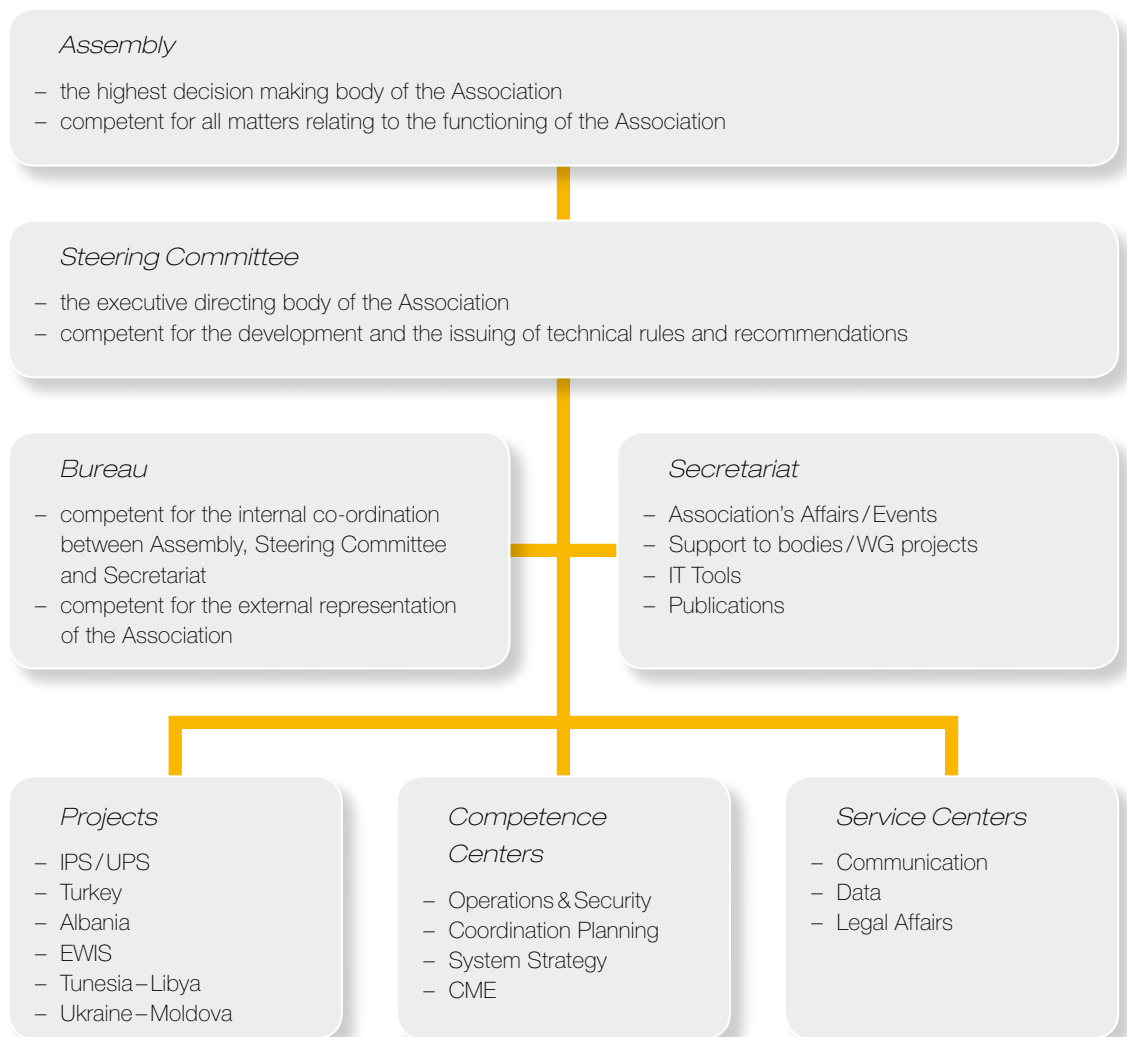 Assembly
– the highest decision making body of the Association
– competent for all matters relating to the functioning of the Association
Steering Committee
– the executive directing body of the Association
– competent for the development and the issuing of technical rules and recommendations
Bureau
– competent for the internal co-ordination
between Assembly, Steering Committee
and Secretariat
– competent for the external representation
of the Association
Secretariat
– Association's Affairs / Events
– Support to bodies / WG projects
– IT Tools
– Publications
Projects
– IPS / UPS
– Turkey
– Albania
– EWIS
– Tunesia – Libya
– Ukraine – Moldova
Competence
Centers
– Operations & Security
– Coordination Planning
– System Strategy
– CME
Service Centers
– Communication
– Data
– Legal Affairs